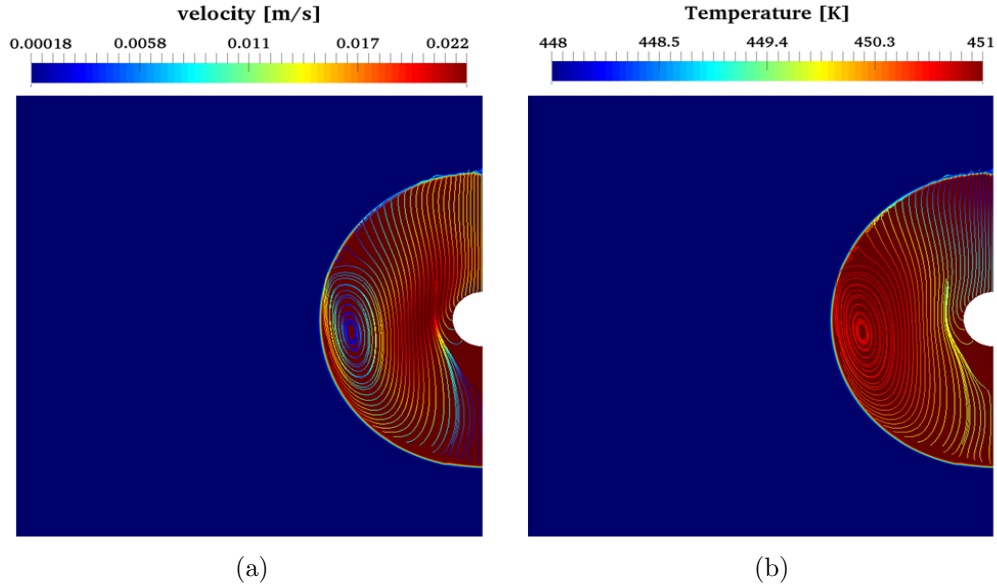 velocity [m/s]
0.00018 0.0058 0.011 0.017 0.022
Temperature [K]
448 448.5 449.4 450.3 451
(a)
(b)